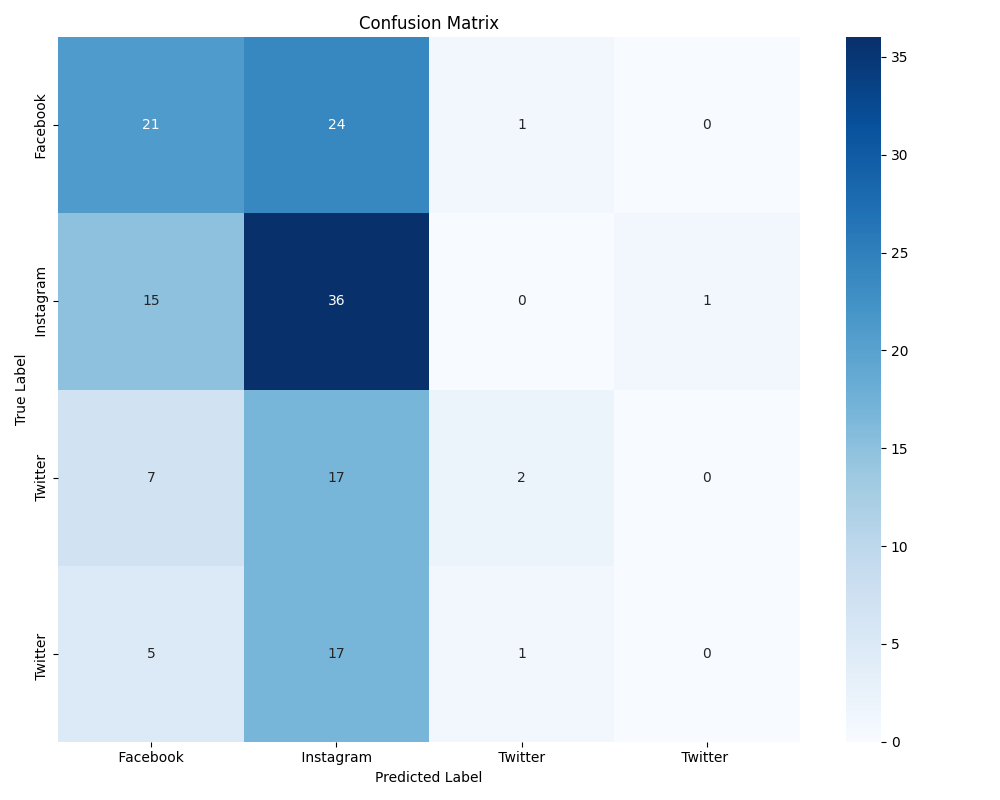 Confusion Matrix
True Label
Facebook 21 24 1 0
Instagram 15 36 0 1
Twitter 7 17 2 0
Twitter 5 17 1 0
Facebook Instagram Twitter Twitter
Predicted Label
35
30
25
20
15
10
5
0